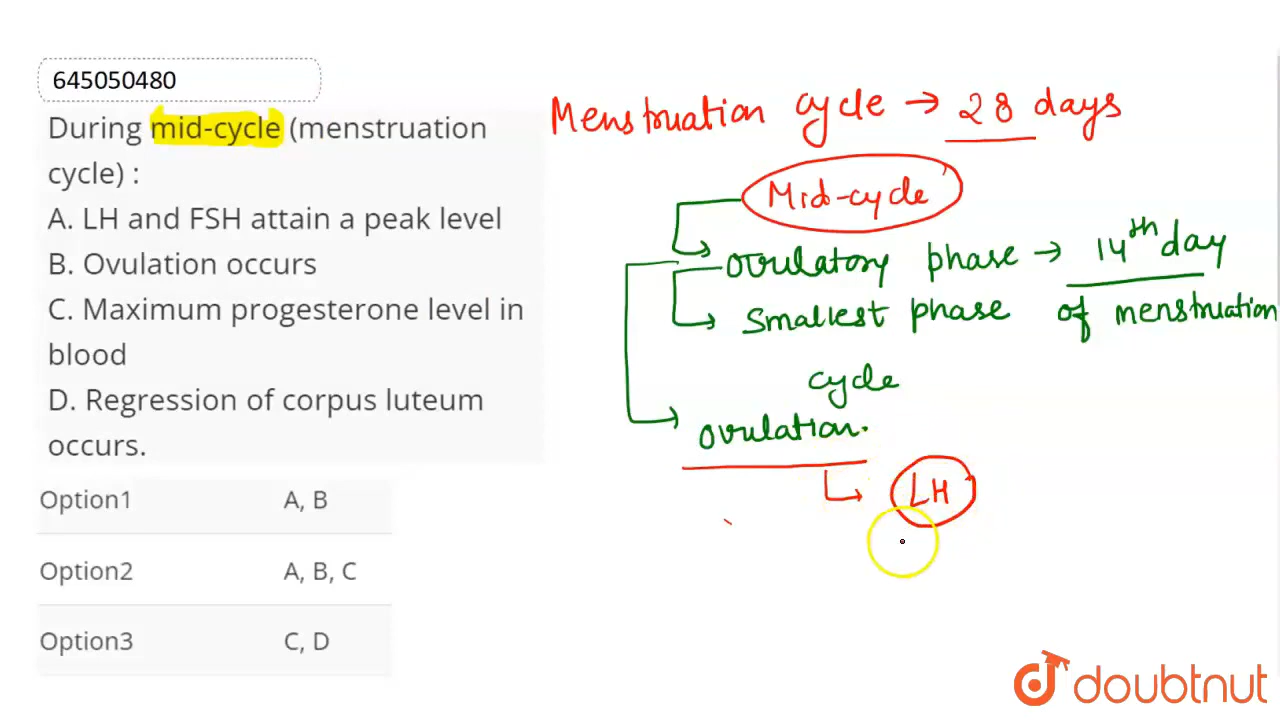 645050480
During mid-cycle (menstruation
cycle) :
A. LH and FSH attain a peak level
B. Ovulation occurs
C. Maximum progesterone level in
blood
D. Regression of corpus luteum
occurs.
Option1 A, B
Option2 A, B, C
Option3 C, D
Menstruation cycle → 28 days
Mid-cycle
Ovulatory phase → 14th day
Smallest phase of menstruation
cycle
Ovulation.
LH
doubtnut